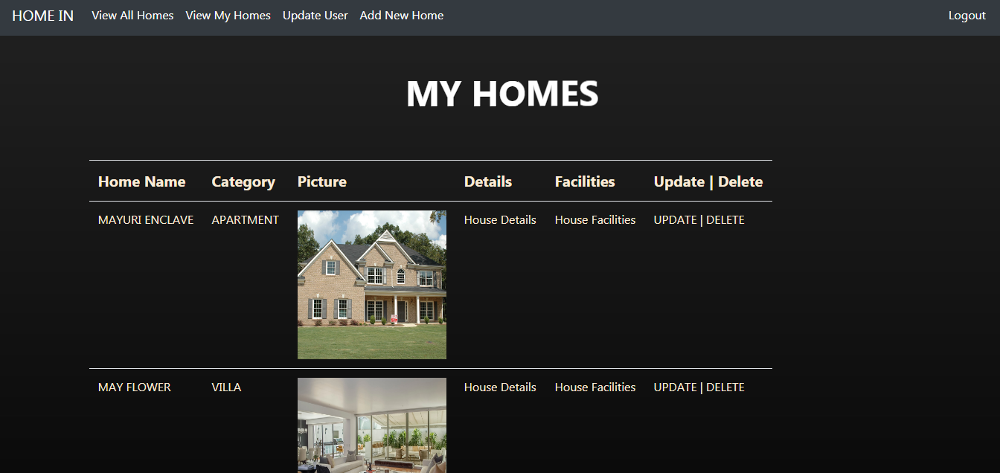 HOME IN View All Homes View My Homes Update User Add New Home Logout
MY HOMES
Home Name Category Picture Details Facilities Update | Delete
MAYURI ENCLAVE APARTMENT House Details House Facilities UPDATE | DELETE
MAY FLOWER VILLA House Details House Facilities UPDATE | DELETE